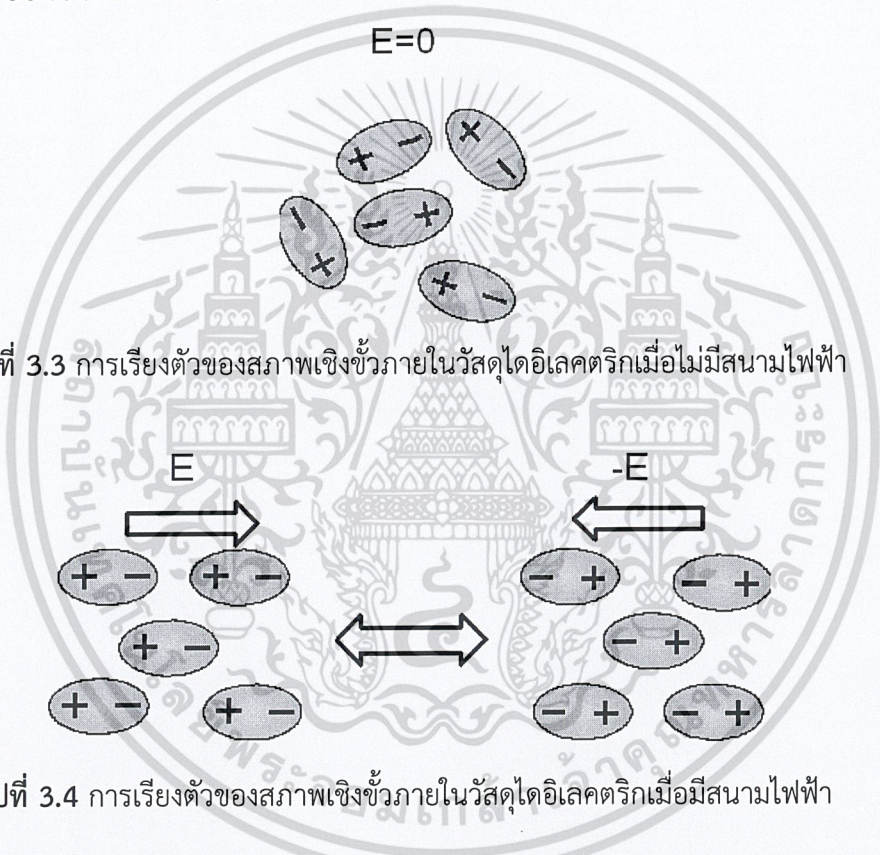 E=0
+ − + −
− + − + + −
ที่ 3.3 การเรียงตัวของสภาพเชิงขั้วภายในวัสดุไดอิเลคตริกเมื่อไม่มีสนามไฟฟ้า
E -E
+ − + − − + − +
+ − − +
+ − + − − + − +
ปที่ 3.4 การเรียงตัวของสภาพเชิงขั้วภายในวัสดุไดอิเลคตริกเมื่อมีสนามไฟฟ้า